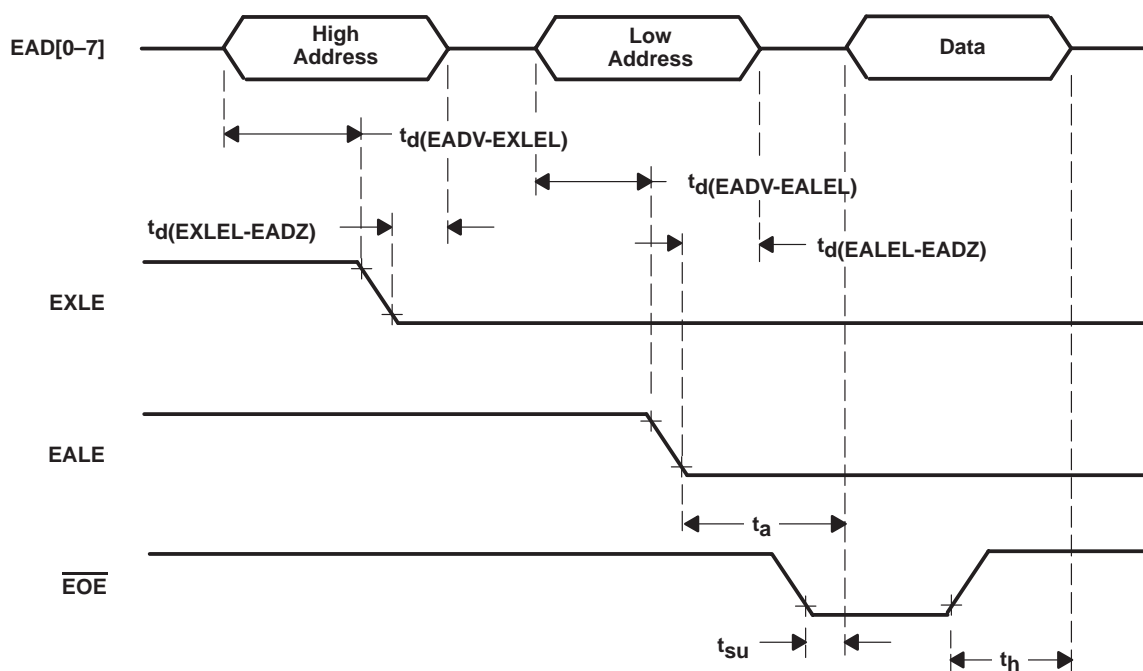 EAD[0–7]
High
Address
Low
Address
Data
td(EADV-EXLEL)
td(EADV-EALEL)
td(EXLEL-EADZ)
td(EALEL-EADZ)
EXLE
EALE
ta
EOE
tsu
th